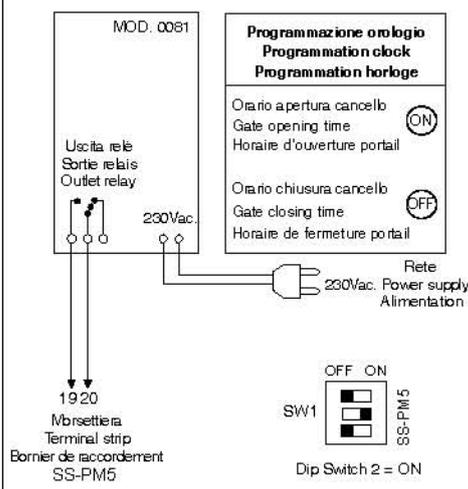 MOD. 0081
Uscita relè
Sortie relais
Outlet relay
230Vac.
Programmazione orologio
Programmation clock
Programmation horloge
Orario apertura cancello
Gate opening time
Horaire d'ouverture portail
ON
Orario chiusura cancello
Gate closing time
Horaire de fermeture portail
OFF
Rete
230Vac. Power supply
Alimentation
19 20
Morsettiera
Terminal strip
Bornier de raccordement
SS-PM5
OFF ON
SW1
SS-PM5
Dip Switch 2 = ON